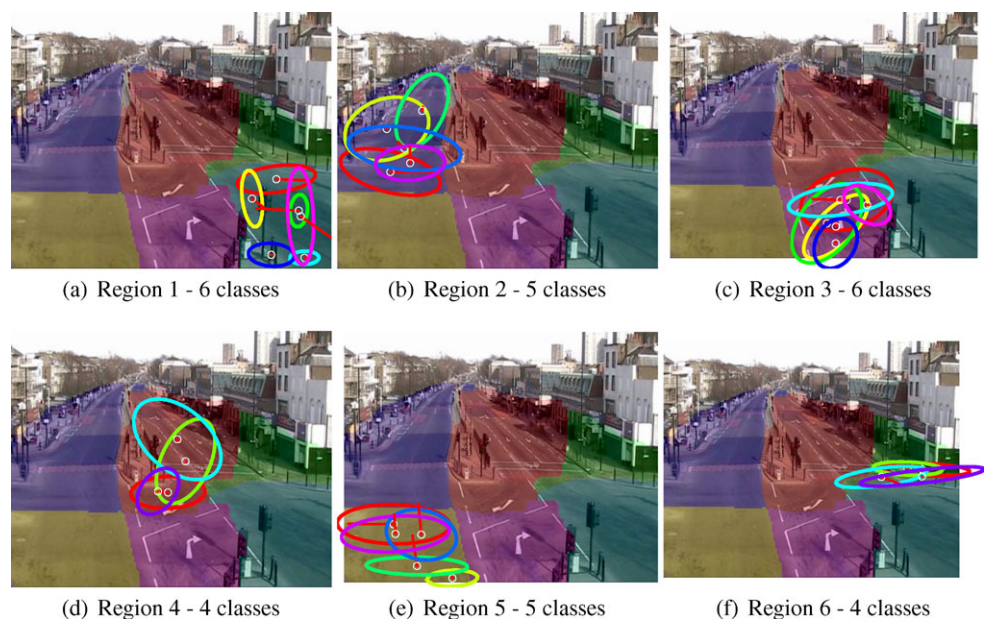 (a) Region 1 - 6 classes
(b) Region 2 - 5 classes
(c) Region 3 - 6 classes
(d) Region 4 - 4 classes
(e) Region 5 - 5 classes
(f) Region 6 - 4 classes